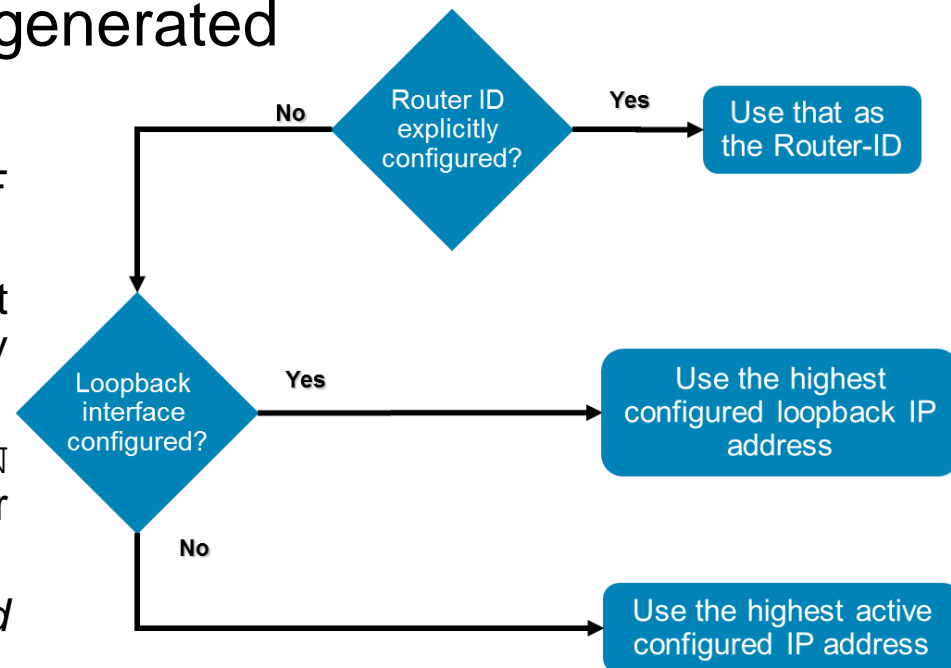 generated
F
t
y
r
d
No
Router ID
explicitly
configured?
Yes
Use that as
the Router-ID
Loopback
interface
configured?
Yes
Use the highest
configured loopback IP
address
No
Use the highest active
configured IP address